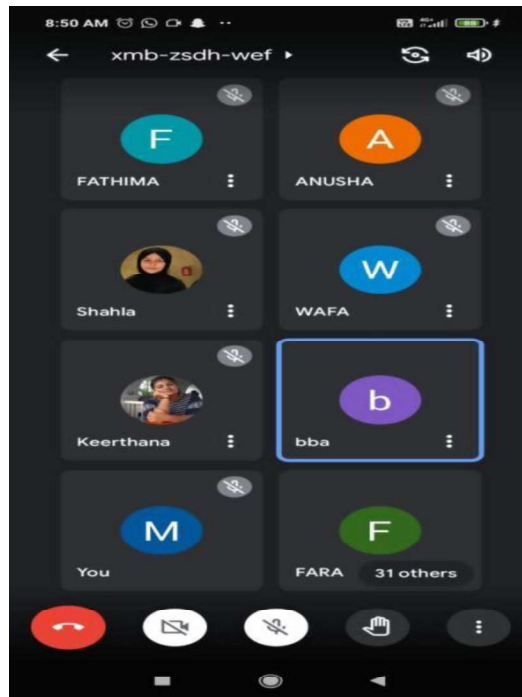 8:50 AM
xmb-zsdh-wef
F
A
FATHIMA
ANUSHA
W
Shahla
WAFA
b
Keerthana
bba
M
F
You
FARA
31 others